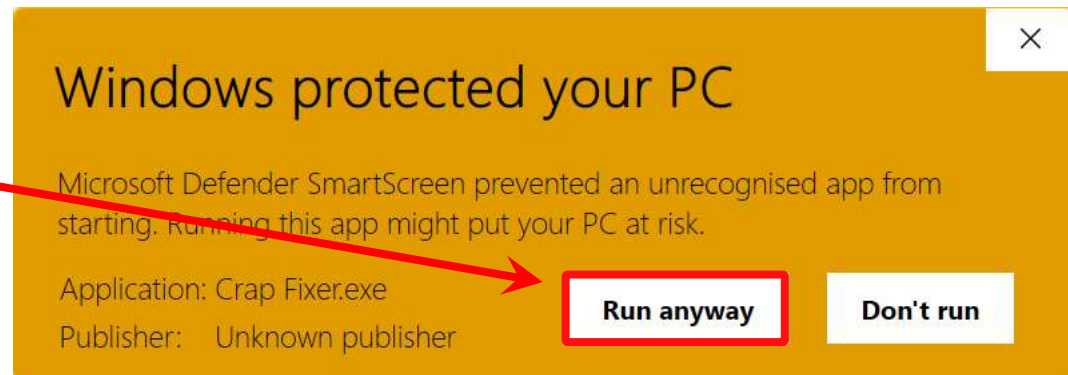 Windows protected your PC
Microsoft Defender SmartScreen prevented an unrecognised app from
starting. Running this app might put your PC at risk.
Application: Crap Fixer.exe
Publisher: Unknown publisher
Run anyway
Don't run